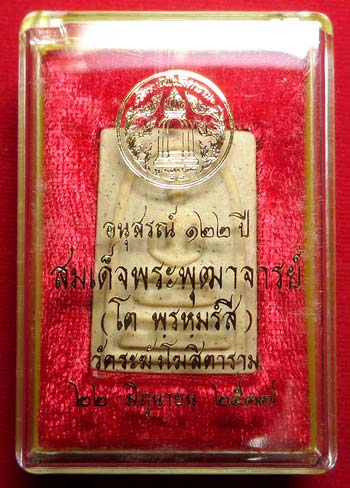 อนุสรณ์ ๑๒๒ ปี
สมเด็จพระพุฒาจารย์
(โต พรหมรํสี)
วัดระฆังโฆสิตาราม
๒๒ มิถุนายน ๒๕๓๗